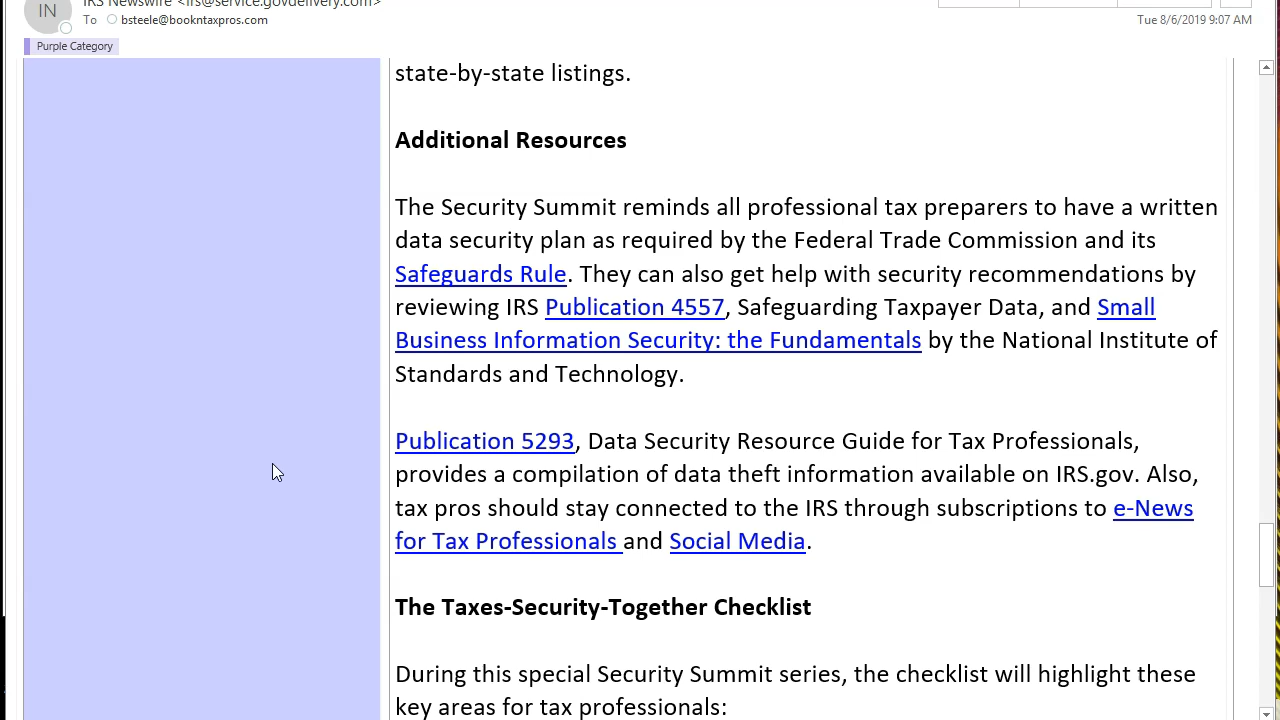 IN
IRS Newswire <irs@service.govdelivery.com>
To bsteele@bookntaxpros.com
Tue 8/6/2019 9:07 AM
Purple Category
state-by-state listings.
Additional Resources
The Security Summit reminds all professional tax preparers to have a written
data security plan as required by the Federal Trade Commission and its
Safeguards Rule. They can also get help with security recommendations by
reviewing IRS Publication 4557, Safeguarding Taxpayer Data, and Small
Business Information Security: the Fundamentals by the National Institute of
Standards and Technology.
Publication 5293, Data Security Resource Guide for Tax Professionals,
provides a compilation of data theft information available on IRS.gov. Also,
tax pros should stay connected to the IRS through subscriptions to e-News
for Tax Professionals and Social Media.
The Taxes-Security-Together Checklist
During this special Security Summit series, the checklist will highlight these
key areas for tax professionals: